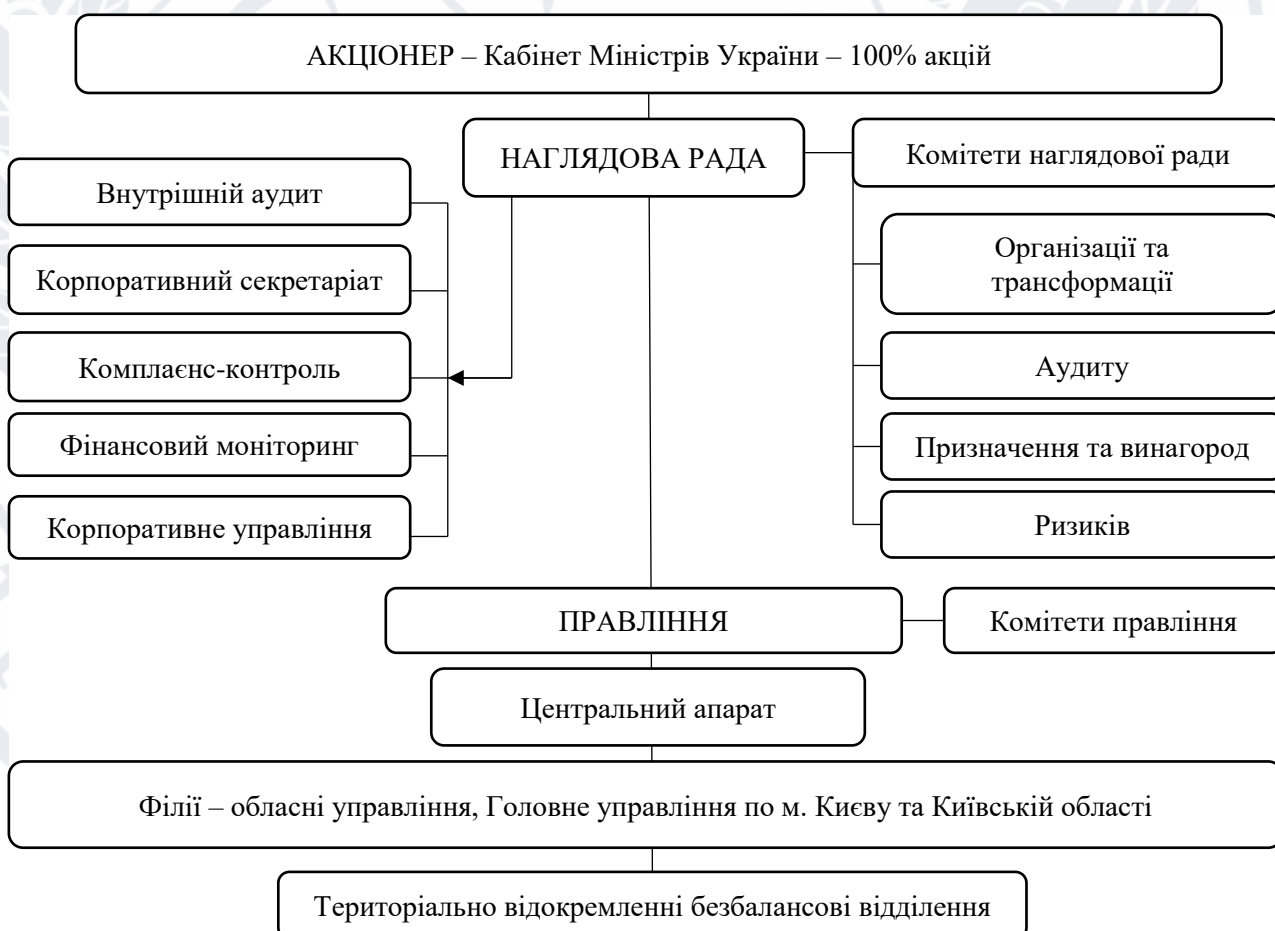 АКЦІОНЕР – Кабінет Міністрів України – 100% акцій
НАГЛЯДОВА РАДА
Комітети наглядової ради
Внутрішній аудит
Корпоративний секретаріат
Комплаєнс-контроль
Фінансовий моніторинг
Корпоративне управління
Організації та
трансформації
Аудиту
Призначення та винагород
Ризиків
ПРАВЛІННЯ
Комітети правління
Центральний апарат
Філії – обласні управління, Головне управління по м. Києву та Київській області
Територіально відокремленні безбалансові відділення